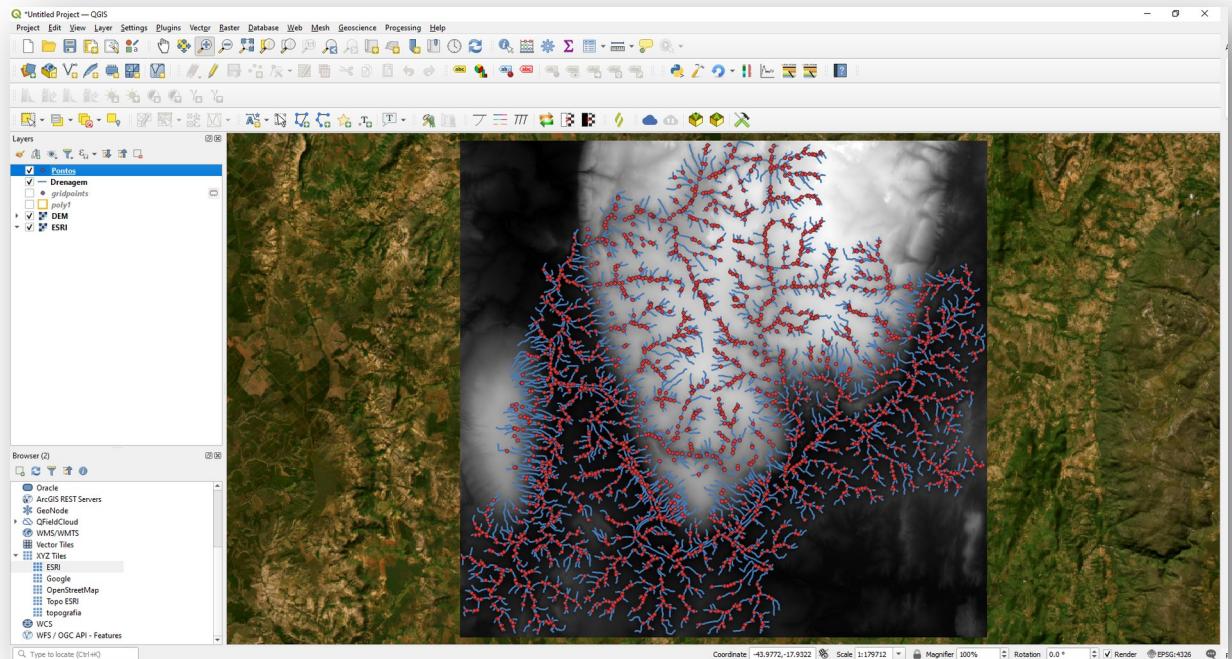 *Untitled Project — QGIS
Project Edit View Layer Settings Plugins Vector Raster Database Web Mesh Geoscience Processing Help
Layers
Pontos
Drenagem
gridpoints
poly1
DEM
ESRI
Browser (2)
Oracle
ArcGIS REST Servers
GeoNode
QFieldCloud
WMS/WMTS
Vector Tiles
XYZ Tiles
ESRI
Google
OpenStreetMap
Topo ESRI
topografia
WCS
WFS / OGC API - Features
Type to locate (Ctrl+K)
Coordinate -43.9772,-17.9322 Scale 1:179712 Magnifier 100% Rotation 0.0 ° Render EPSG:4326